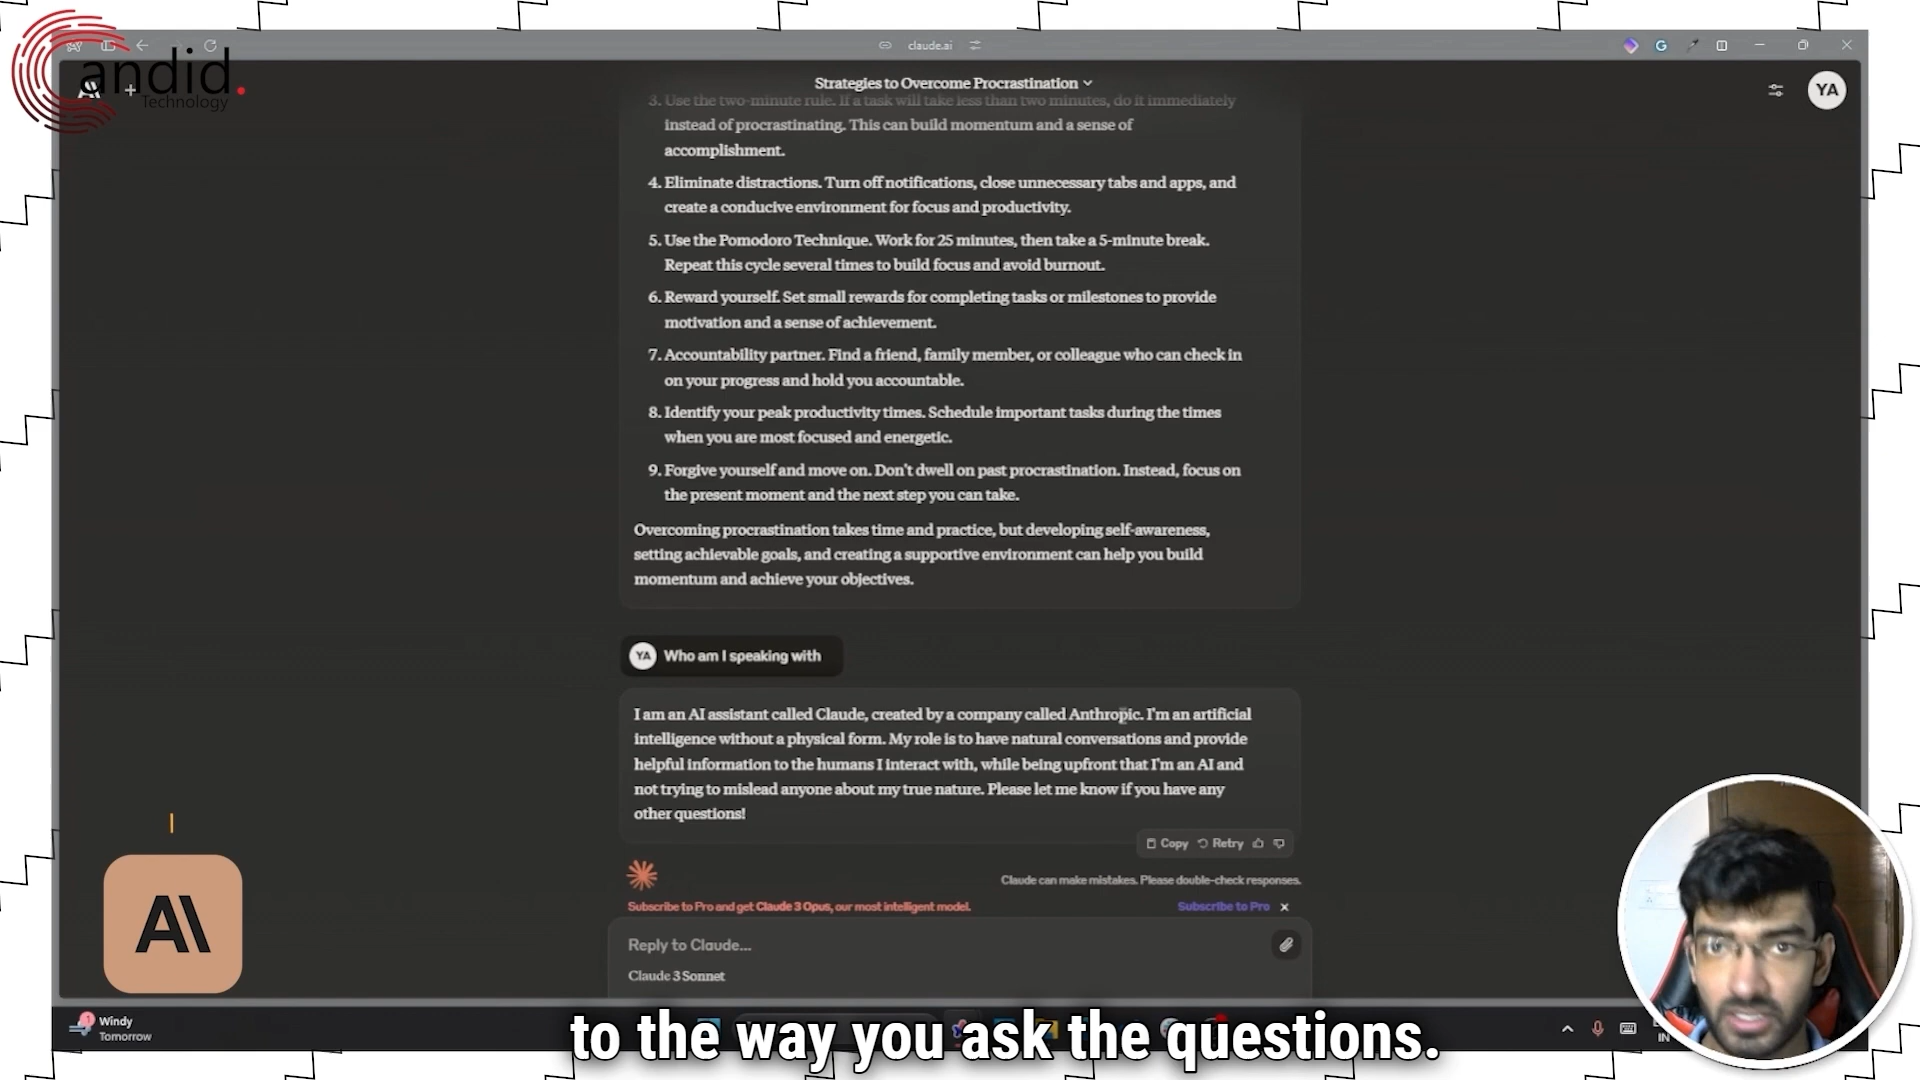 andid.
Technology
claude.ai
Strategies to Overcome Procrastination
YA
3. Use the two-minute rule. If a task will take less than two minutes, do it immediately
instead of procrastinating. This can build momentum and a sense of
accomplishment.
4. Eliminate distractions. Turn off notifications, close unnecessary tabs and apps, and
create a conducive environment for focus and productivity.
5. Use the Pomodoro Technique. Work for 25 minutes, then take a 5-minute break.
Repeat this cycle several times to build focus and avoid burnout.
6. Reward yourself. Set small rewards for completing tasks or milestones to provide
motivation and a sense of achievement.
7. Accountability partner. Find a friend, family member, or colleague who can check in
on your progress and hold you accountable.
8. Identify your peak productivity times. Schedule important tasks during the times
when you are most focused and energetic.
9. Forgive yourself and move on. Don't dwell on past procrastination. Instead, focus on
the present moment and the next step you can take.
Overcoming procrastination takes time and practice, but developing self-awareness,
setting achievable goals, and creating a supportive environment can help you build
momentum and achieve your objectives.
YA Who am I speaking with
I am an AI assistant called Claude, created by a company called Anthropic. I'm an artificial
intelligence without a physical form. My role is to have natural conversations and provide
helpful information to the humans I interact with, while being upfront that I'm an AI and
not trying to mislead anyone about my true nature. Please let me know if you have any
other questions!
Copy Retry
Claude can make mistakes. Please double-check responses.
Subscribe to Pro and get Claude 3 Opus, our most intelligent model.
Subscribe to Pro
Reply to Claude...
Claude 3 Sonnet
A\
1
Windy
Tomorrow
IN
to the way you ask the questions.